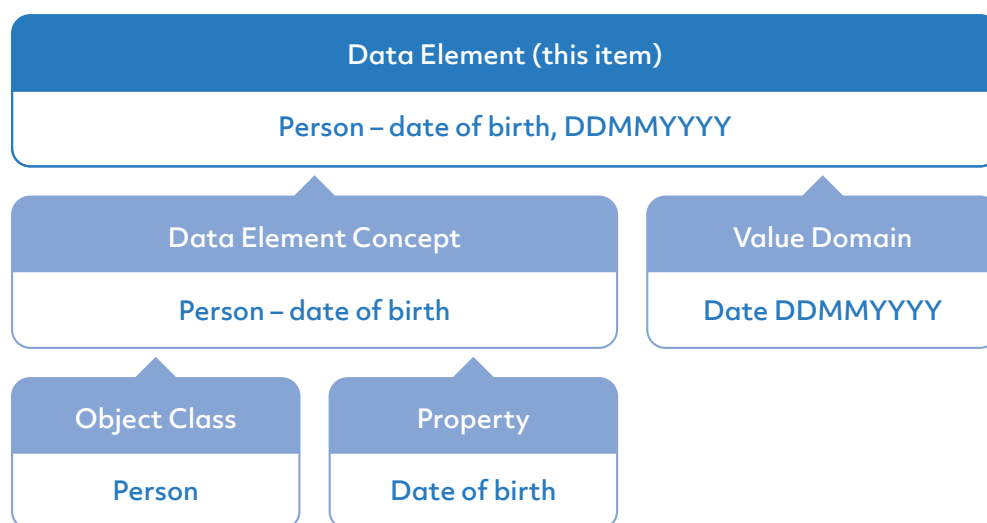 Data Element (this item)
Person – date of birth, DDMMYYYY
Data Element Concept
Person – date of birth
Value Domain
Date DDMMYYYY
Object Class
Person
Property
Date of birth